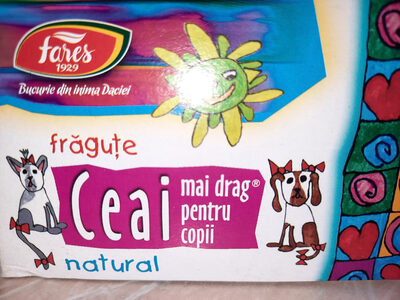 fares
1929
Bucurie din inima Daciei
frăguțe
Ceai
mai drag®
pentru
copii
natural